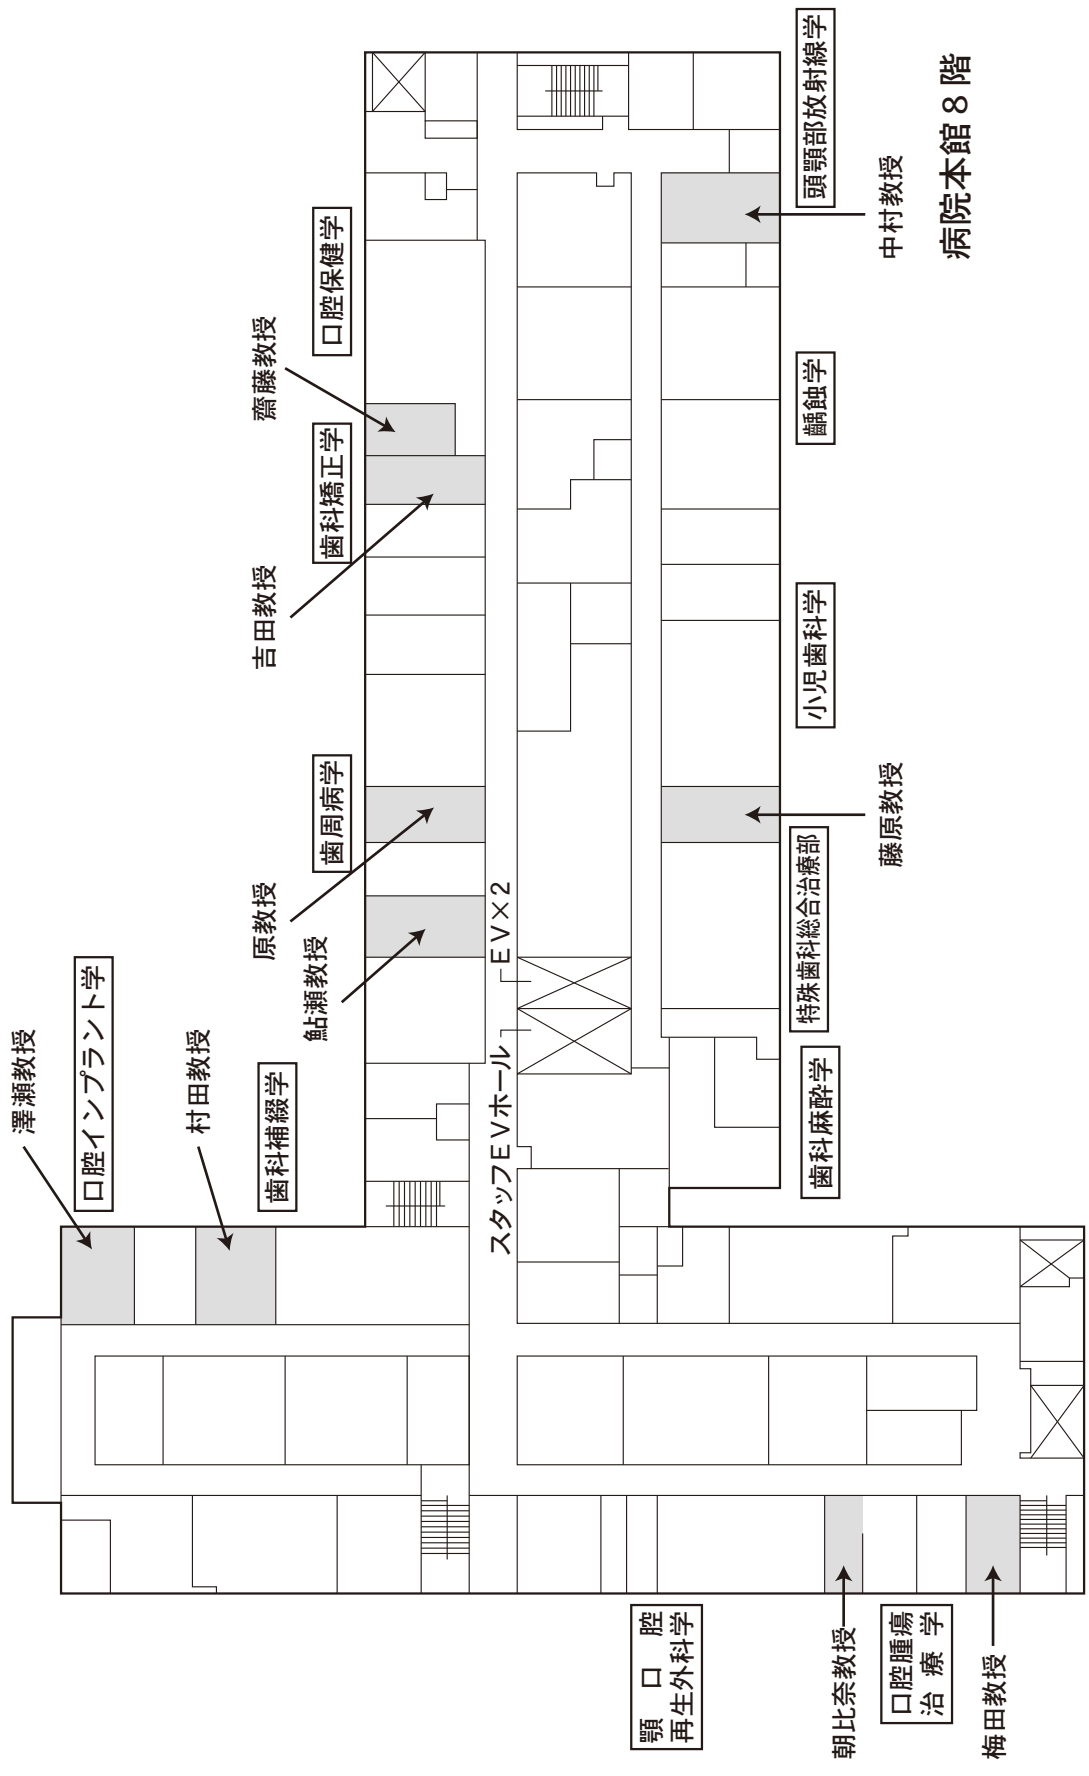 病院本館８階
澤瀬教授
口腔インプラント学
村田教授
歯科補綴学
鮎瀬教授
原教授
歯周病学
吉田教授
歯科矯正学
齋藤教授
口腔保健学
スタッフEVホール
EV×2
顎口腔
再生外科学
朝比奈教授
口腔腫瘍
治療学
梅田教授
歯科麻酔学
特殊歯科総合治療部
藤原教授
小児歯科学
齲蝕学
中村教授
頭顎部放射線学